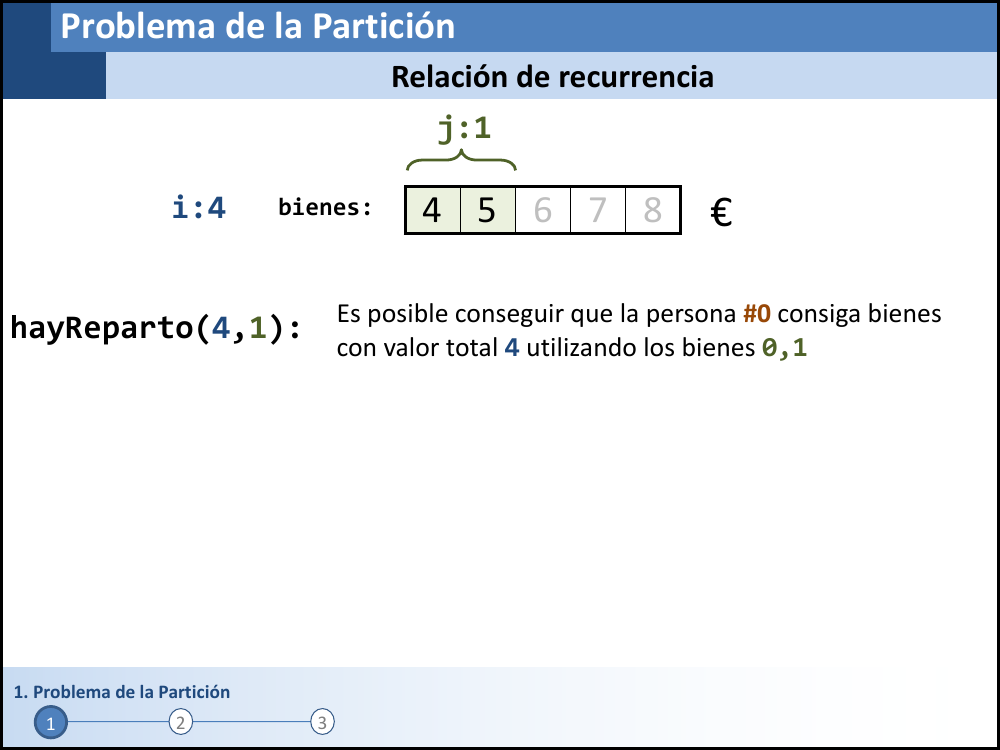 Problema de la Partición
Relación de recurrencia
j:1
i:4 bienes: 4 5 6 7 8 €
hayReparto(4,1):
Es posible conseguir que la persona #0 consiga bienes
con valor total 4 utilizando los bienes 0,1
1. Problema de la Partición
1 2 3